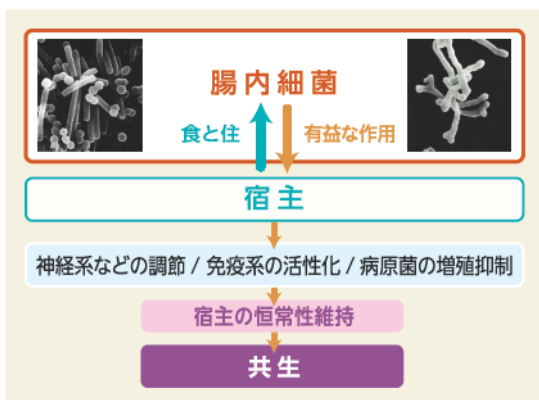 腸内細菌
食と住
有益な作用
宿主
神経系などの調節 / 免疫系の活性化 / 病原菌の増殖抑制
宿主の恒常性維持
共生